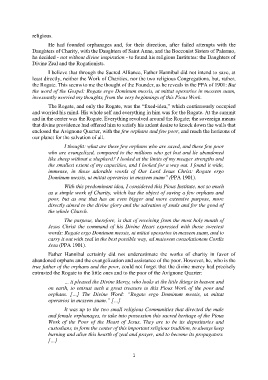 religious.
He had founded orphanages and, for their direction, after failed attempts with the
Daughters of Charity, with the Daughters of Saint Anne, and the Bocconist Sisters of Palermo,
he decided - not without divine inspiration - to found his religious Institutes: the Daughters of
Divine Zeal and the Rogationists.
I believe that through the Sacred Alliance, Father Hannibal did not intend to save, at
least directly, neither the Work of Charities, nor the two religious Congregations, but, rather,
the Rogate. This seems to me the thought of the Founder, as he reveals in the PPA of 1901: But
the word of the Gospel: Rogate ergo Dominum messis, ut mittat operarios in messem suam,
incessantly worried my thoughts, from the very beginnings of this Pious Work.
The Rogate, and only the Rogate, was the “fixed-idea,” which continuously occupied
and worried his mind. His whole self and everything in him was for the Rogate. At the summit
and in the center was the Rogate. Everything revolved around the Rogate; the sovereign means
that divine providence had offered him to satisfy his ardent desire to knock down the walls that
enclosed the Avignone Quarter, with the few orphans and few poor, and reach the horizons of
our planet for the salvation of all.
I thought: what are these few orphans who are saved, and these few poor
who are evangelized, compared to the millions who get lost and lie abandoned
like sheep without a shepherd? I looked at the limits of my meager strengths and
the smallest extent of my capacities, and I looked for a way out. I found it wide,
immense, in those adorable words of Our Lord Jesus Christ: Rogate ergo
Dominum messis, ut mittat operarios in messem suam" (PPA 1901).
With this predominant idea, I considered this Pious Institute, not so much
as a simple work of Charity, which has the object of saving a few orphans and
poor, but as one that has an even bigger and more extensive purpose, more
directly aimed to the divine glory and the salvation of souls and for the good of
the whole Church.
The purpose, therefore, is that of receiving from the most holy mouth of
Jesus Christ the command of his Divine Heart expressed with those sweetest
words: Rogate ergo Dominum messis, ut mittat operarios in messem suam, and to
carry it out with zeal in the best possible way, ad maiorem consolationem Cordis
Jesu (PPA 1901).
Father Hannibal certainly did not underestimate the works of charity in favor of
abandoned orphans and the evangelization and assistance of the poor. However, he, who is the
true father of the orphans and the poor, could not forget that the divine mercy had precisely
entrusted the Rogate to the little ones and to the poor of the Avignone Quarter:
... it pleased the Divine Mercy, who looks at the little things in heaven and
on earth, to entrust such a great treasure to this Pious Work of the poor and
orphans. [...] The Divine Word: "Rogate ergo Dominum messis, ut mittat
operarios in messem suam." [...]
It was up to the two small religious Communities that directed the male
and female orphanages, to take into possession this sacred heritage of the Pious
Work of the Poor of the Heart of Jesus. They are to be its depositaries and
custodians, to form the center of this important religious tradition, to always keep
burning and alive this hearth of zeal and prayer, and to become its propagators.
[...]